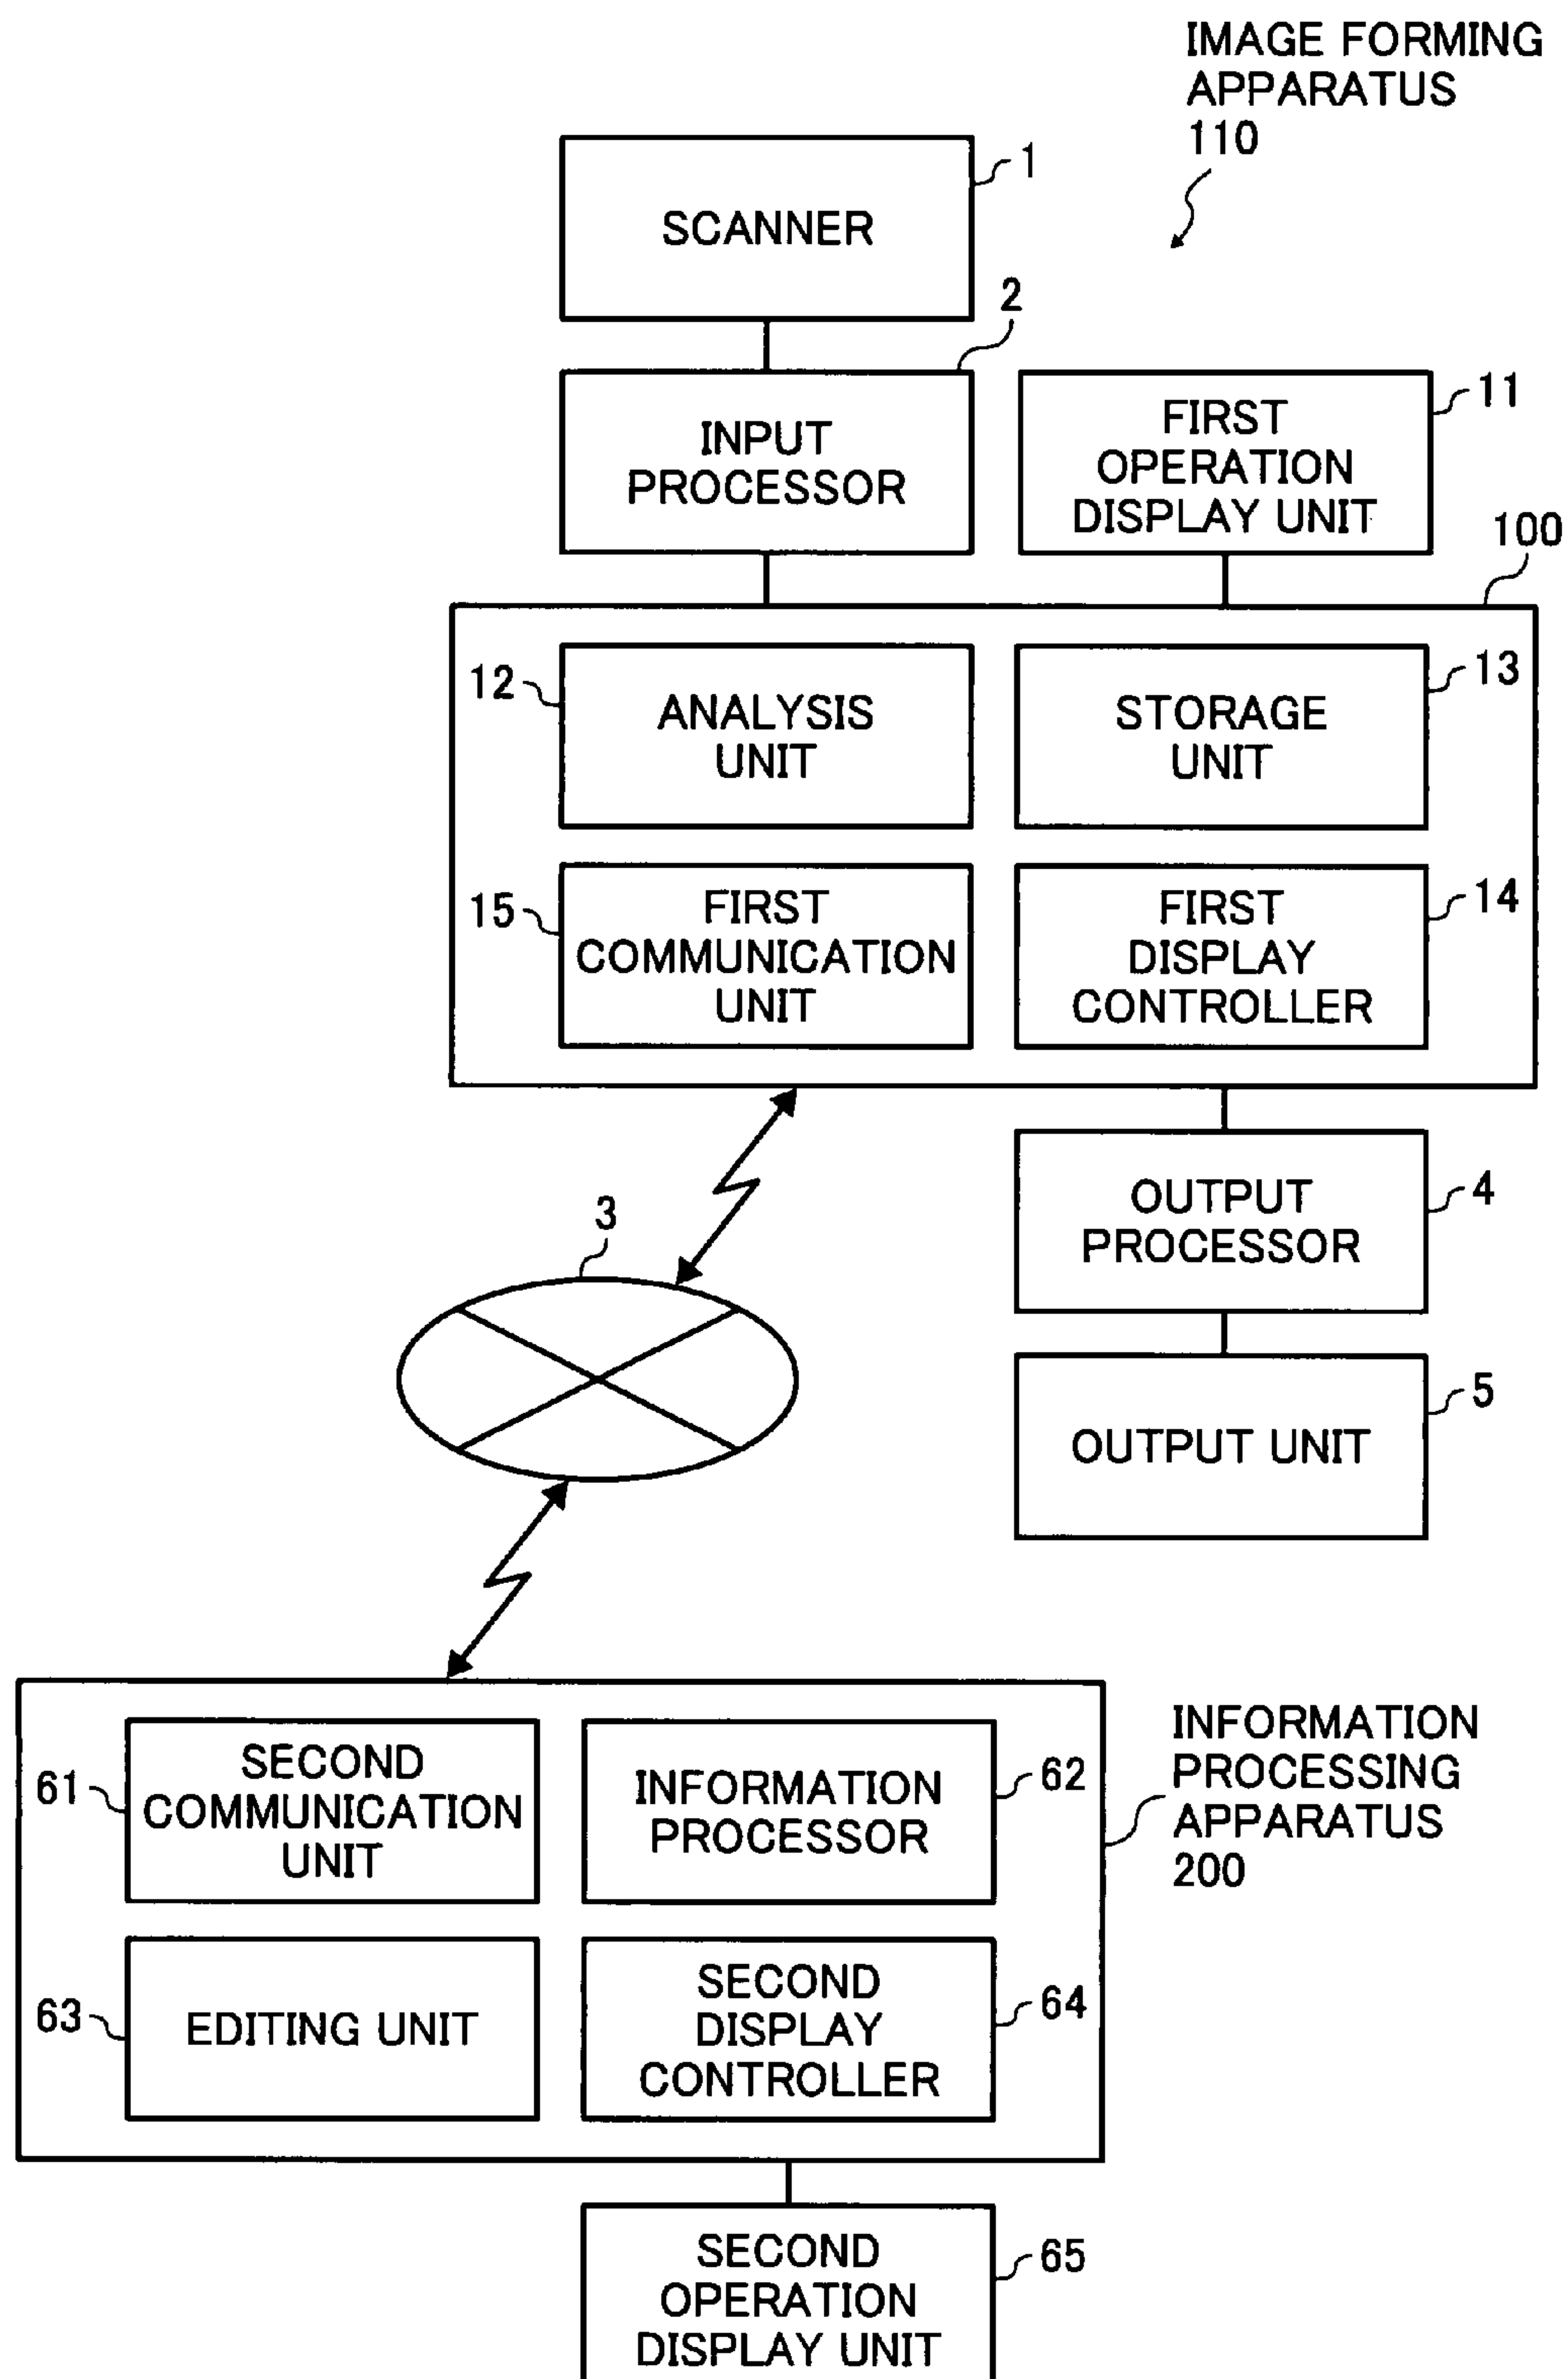 IMAGE FORMING
APPARATUS
110
1
SCANNER
2
INPUT
PROCESSOR
11
FIRST
OPERATION
DISPLAY UNIT
100
12
ANALYSIS
UNIT
13
STORAGE
UNIT
15
FIRST
COMMUNICATION
UNIT
14
FIRST
DISPLAY
CONTROLLER
3
OUTPUT
PROCESSOR
4
OUTPUT UNIT
5
61
SECOND
COMMUNICATION
UNIT
INFORMATION
PROCESSOR
62
INFORMATION
PROCESSING
APPARATUS
200
63
EDITING UNIT
SECOND
DISPLAY
CONTROLLER
64
SECOND
OPERATION
DISPLAY UNIT
65